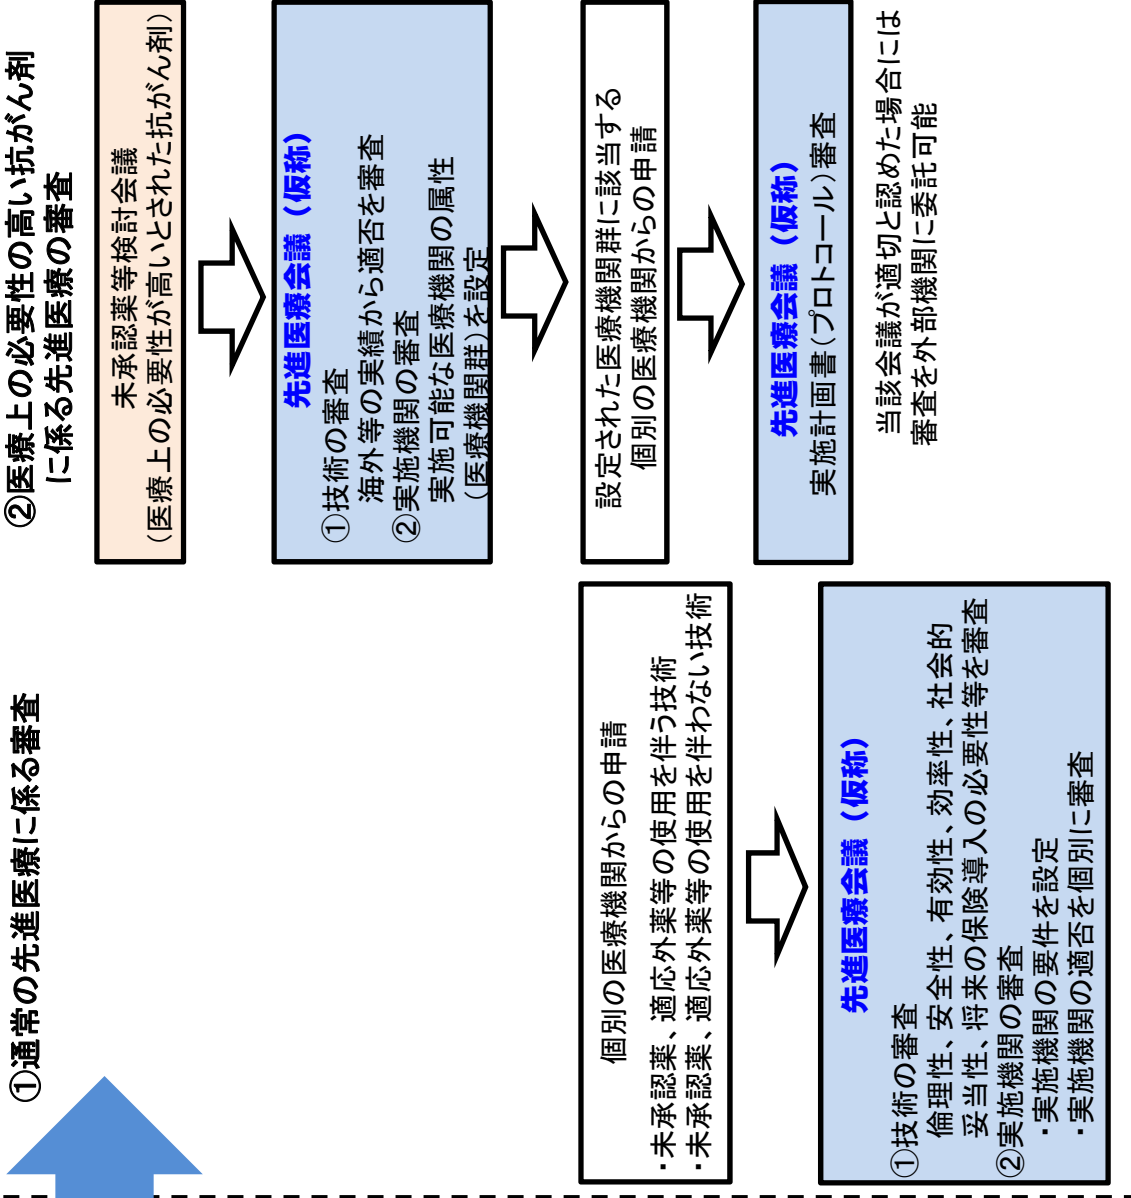 ①通常の先進医療に係る審査
個別の医療機関からの申請
・未承認薬、適応外薬等の使用を伴う技術
・未承認薬、適応外薬等の使用を伴わない技術
先進医療会議（仮称）
①技術の審査
倫理性、安全性、有効性、効率性、社会的
妥当性、将来の保険導入の必要性等を審査
②実施機関の審査
・実施機関の要件を設定
・実施機関の適否を個別に審査
②医療上の必要性の高い抗がん剤
に係る先進医療の審査
未承認薬等検討会議
（医療上の必要性が高いとされた抗がん剤）
先進医療会議（仮称）
①技術の審査
海外等の実績から適否を審査
②実施機関の審査
実施可能な医療機関の属性
（医療機関群）を設定
設定された医療機関群に該当する
個別の医療機関からの申請
先進医療会議（仮称）
実施計画書（プロトコール）審査
当該会議が適切と認めた場合には
審査を外部機関に委託可能